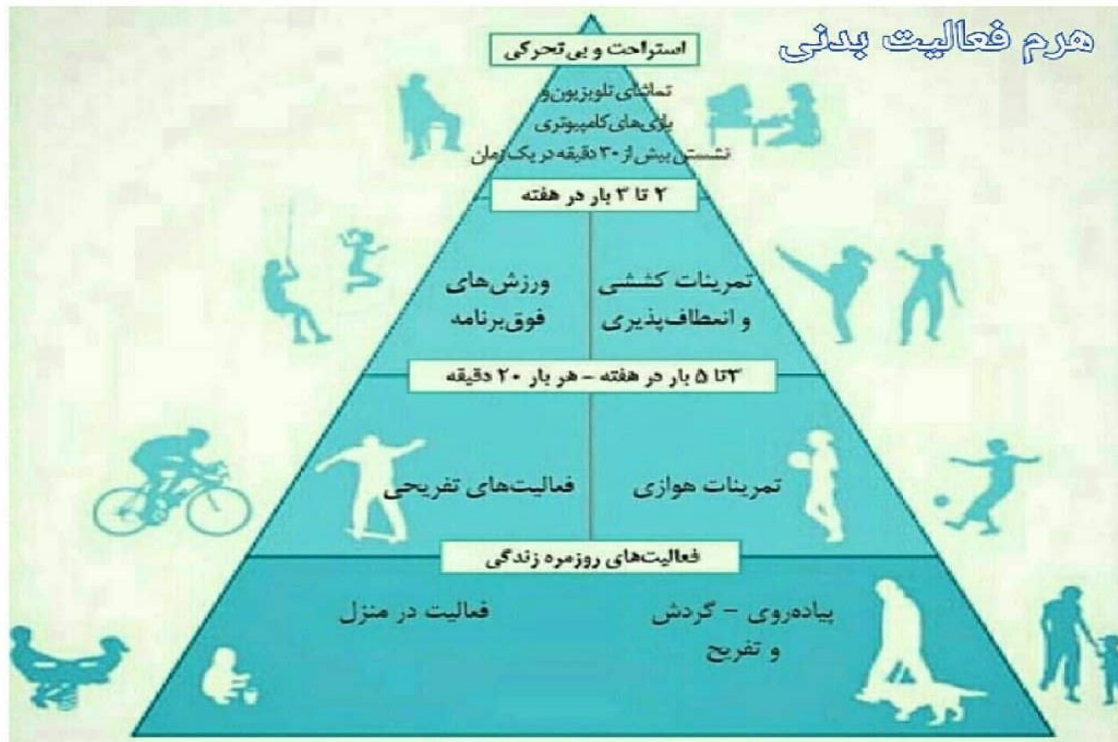 هرم فعالیت بدنی
استراحت و بی‌تحرکی
تماشای تلویزیون و
بازی‌های کامپیوتری
نشستن بیش از ۳۰ دقیقه در یک زمان
۲ تا ۳ بار در هفته
تمرینات کششی
و انعطاف‌پذیری
ورزش‌های
فوق‌برنامه
۳ تا ۵ بار در هفته - هر بار ۲۰ دقیقه
تمرینات هوازی
فعالیت‌های تفریحی
فعالیت‌های روزمره زندگی
پیاده‌روی - گردش
و تفریح
فعالیت در منزل